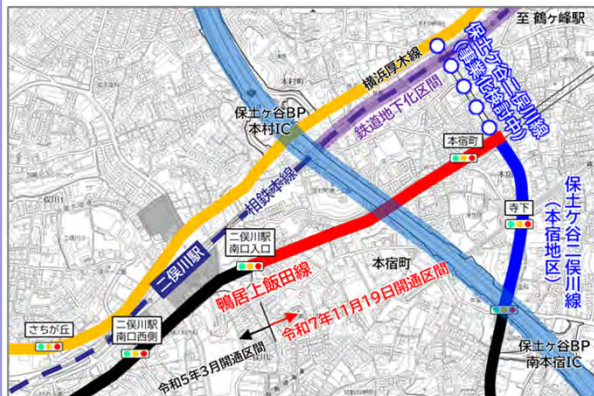 至 鶴ヶ峰駅
横浜厚木線
鉄道地下化区間
保土ヶ谷二俣川線
(事業化検討中)
保土ヶ谷BP
本村IC
相鉄本線
本宿町
寺下
保土ヶ谷二俣川線
(本宿地区)
二俣川駅
二俣川駅
南口入口
鴨居上飯田線
本宿町
令和7年11月19日開通区間
さちが丘
二俣川駅
南口西側
令和5年3月開通区間
保土ヶ谷BP
南本宿IC